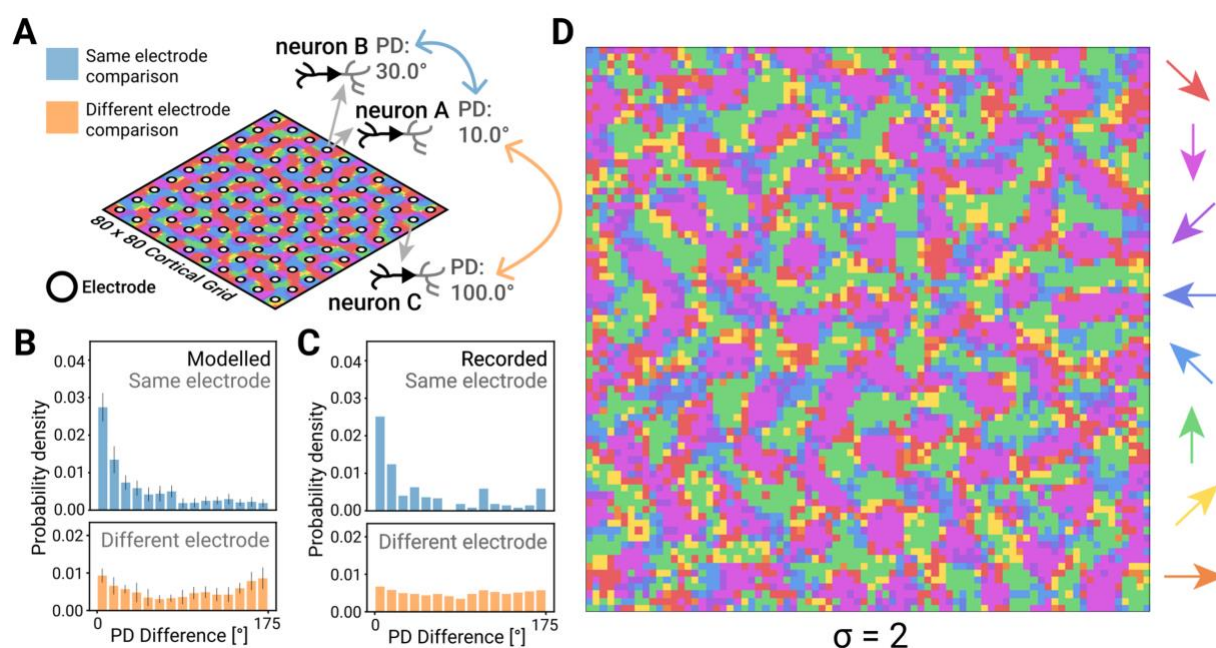 A
Same electrode
comparison
Different electrode
comparison
neuron B PD:
30.0°
neuron A PD:
10.0°
neuron C PD:
100.0°
80 x 80 Cortical Grid
Electrode
B
Modelled
Same electrode
0.04
0.03
0.02
0.01
0.00
Probability density
Different electrode
0.02
0.01
0.00
0 175
PD Difference [°]
C
Recorded
Same electrode
0.04
0.03
0.02
0.01
0.00
Probability density
Different electrode
0.02
0.01
0.00
0 175
PD Difference [°]
D
σ = 2